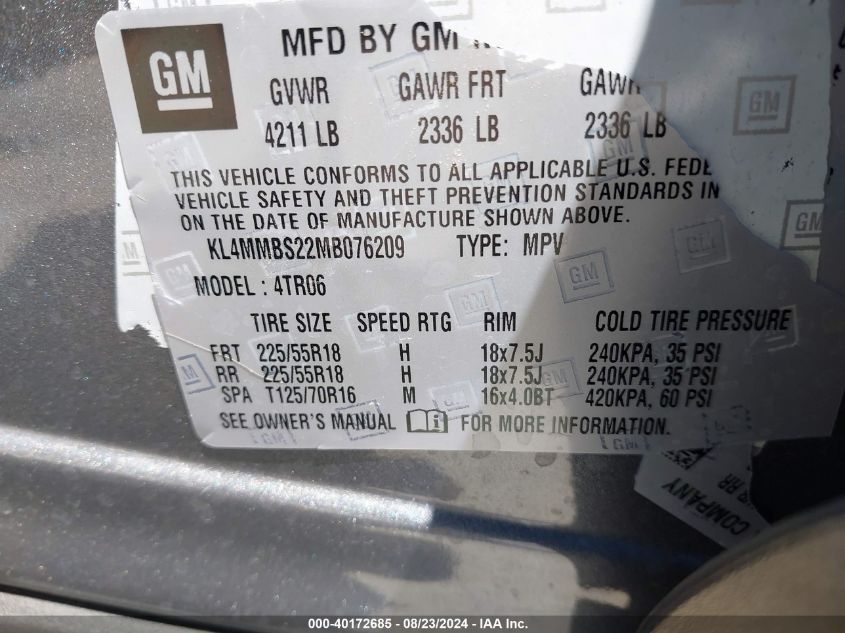 GM
MFD BY GM
GVWR GAWR FRT GAWR
4211 LB 2336 LB 2336 LB
THIS VEHICLE CONFORMS TO ALL APPLICABLE U.S. FEDE
VEHICLE SAFETY AND THEFT PREVENTION STANDARDS IN
ON THE DATE OF MANUFACTURE SHOWN ABOVE.
KL4MMBS22MB076209 TYPE: MPV
MODEL : 4TR06
TIRE SIZE SPEED RTG RIM COLD TIRE PRESSURE
FRT 225/55R18 H 18x7.5J 240KPA, 35 PSI
RR 225/55R18 H 18x7.5J 240KPA, 35 PSI
SPA T125/70R16 M 16x4.0BT 420KPA, 60 PSI
SEE OWNER'S MANUAL FOR MORE INFORMATION.
COMPANY
RR
000-40172685 - 08/23/2024 - IAA Inc.